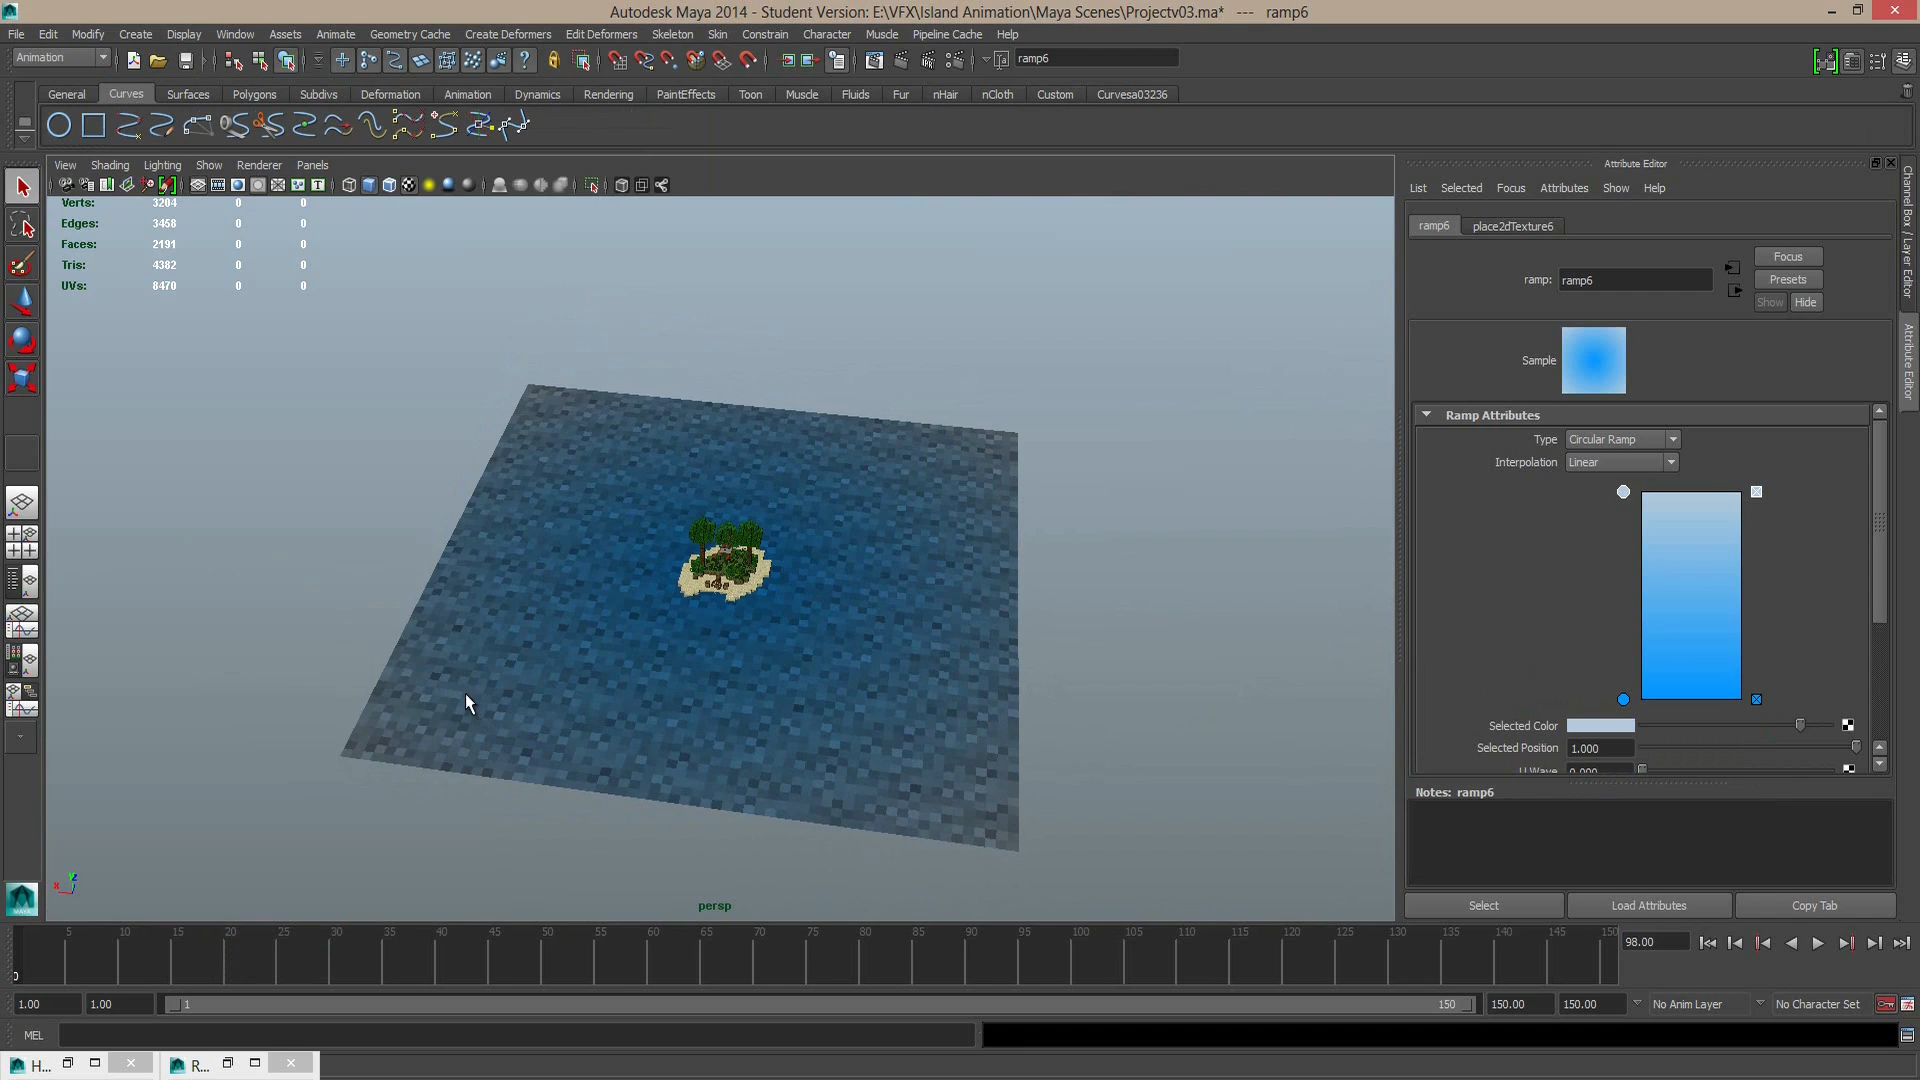 Autodesk Maya 2014 - Student Version: E:\VFX\Island Animation\Maya Scenes\Projectv03.ma* --- ramp6
File Edit Modify Create Display Window Assets Animate Geometry Cache Create Deformers Edit Deformers Skeleton Skin Constrain Character Muscle Pipeline Cache Help
Animation
ramp6
General Curves Surfaces Polygons Subdivs Deformation Animation Dynamics Rendering PaintEffects Toon Muscle Fluids Fur nHair nCloth Custom Curvesa03236
View Shading Lighting Show Renderer Panels
Verts: 3204 0 0
Edges: 3458 0 0
Faces: 2191 0 0
Tris: 4382 0 0
UVs: 8470 0 0
persp
Attribute Editor
List Selected Focus Attributes Show Help
ramp6 place2dTexture6
Focus
ramp: ramp6
Presets
Show Hide
Sample
Ramp Attributes
Type Circular Ramp
Interpolation Linear
Selected Color
Selected Position 1.000
U Wave 0.000
Notes: ramp6
Select Load Attributes Copy Tab
Channel Box / Layer Editor
Attribute Editor
5 10 15 20 25 30 35 40 45 50 55 60 65 70 75 80 85 90 95 100 105 110 115 120 125 130 135 140 145 150
98.00
1.00 1.00 1 150 150.00 150.00 No Anim Layer No Character Set
MEL
H... R...